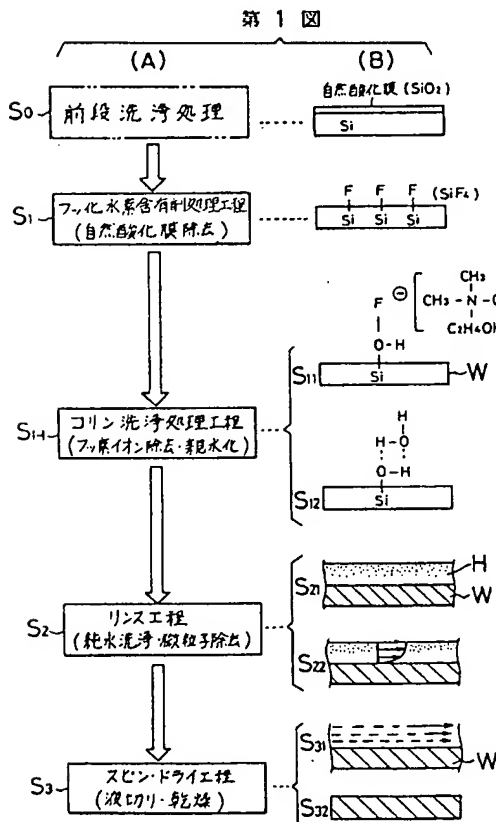 第 1 図
(A)
(B)
S0
前段洗浄処理
自然酸化膜(SiO2)
Si
S1
フッ化水素含有剤処理工程
(自然酸化膜除去)
F F F (SiF4)
Si Si Si
S1-1
コリン洗浄処理工程
(フッ素イオン除去・親水化)
CH3
F ⊖ CH3-N-C
C2H4OH
O-H
S11
Si
W
H
H-O
O-H
S12
Si
S2
リンス工程
(純水洗浄・微粒子除去)
S21
H
W
S22
S3
スピン・ドライ工程
(液切り・乾燥)
S31
W
S32